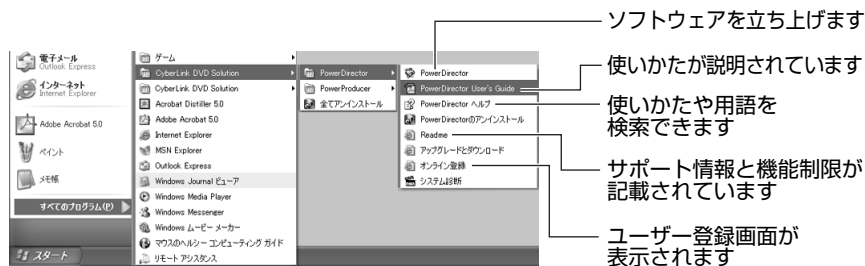 電子メール
Outlook Express
インターネット
Internet Explorer
Adobe Acrobat 5.0
ペイント
メモ帳
すべてのプログラム(P)
スタート
ゲーム
CyberLink DVD Solution
CyberLink DVD Solution
Acrobat Distiller 5.0
Adobe Acrobat 5.0
Internet Explorer
MSN Explorer
Outlook Express
Windows Journal ビューア
Windows Media Player
Windows Messenger
Windows ムービー メーカー
マウスのヘルシー コンピューティング ガイド
リモート アシスタンス
PowerDirector
PowerProducer
全てアンインストール
PowerDirector
PowerDirector User's Guide
PowerDirector ヘルプ
PowerDirectorのアンインストール
Readme
アップグレードとダウンロード
オンライン登録
システム診断
ソフトウェアを立ち上げます
使いかたが説明されています
使いかたや用語を
検索できます
サポート情報と機能制限が
記載されています
ユーザー登録画面が
表示されます